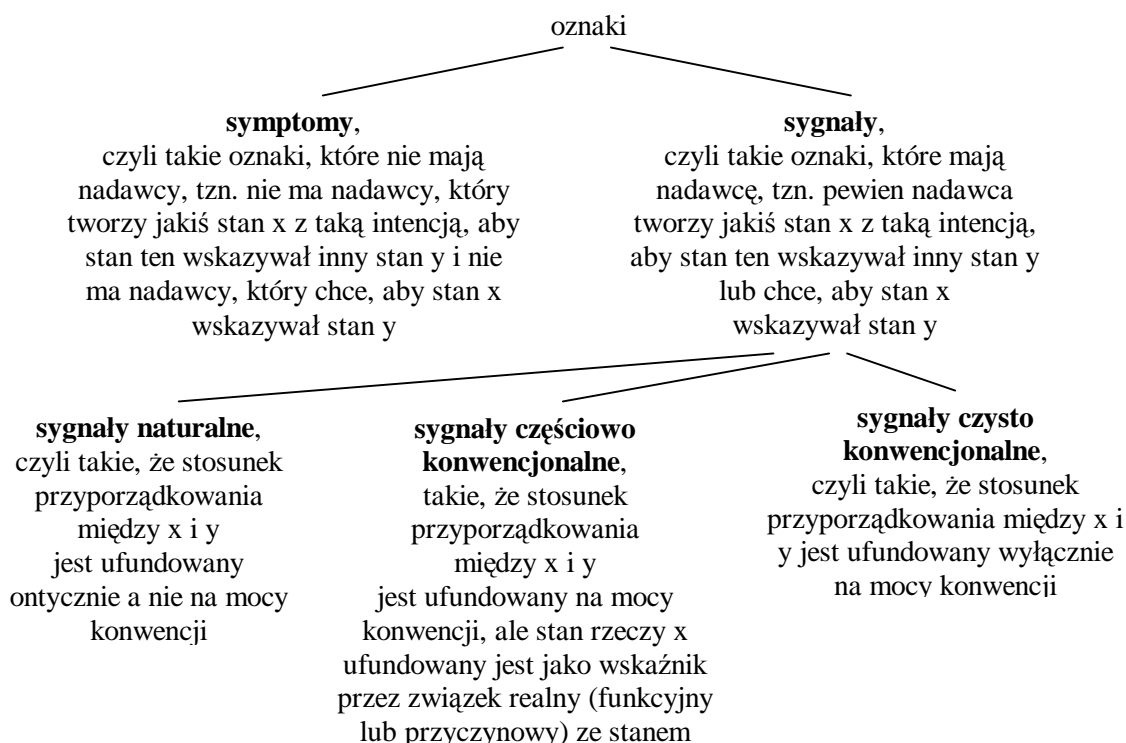 oznaki
symptomy,
czyli takie oznaki, które nie mają
nadawcy, tzn. nie ma nadawcy, który
tworzy jakiś stan x z taką intencją, aby
stan ten wskazywał inny stan y i nie
ma nadawcy, który chce, aby stan x
wskazywał stan y
sygnały,
czyli takie oznaki, które mają
nadawcę, tzn. pewien nadawca
tworzy jakiś stan x z taką intencją,
aby stan ten wskazywał inny stan y
lub chce, aby stan x
wskazywał stan y
sygnały naturalne,
czyli takie, że stosunek
przyporządkowania
między x i y
jest ufundowany
ontycznie a nie na mocy
konwencji
sygnały częściowo
konwencjonalne,
takie, że stosunek
przyporządkowania
między x i y
jest ufundowany na mocy
konwencji, ale stan rzeczy x
ufundowany jest jako wskaźnik
przez związek realny (funkcyjny
lub przyczynowy) ze stanem
sygnały czysto
konwencjonalne,
czyli takie, że stosunek
przyporządkowania między x i
y jest ufundowany wyłącznie
na mocy konwencji